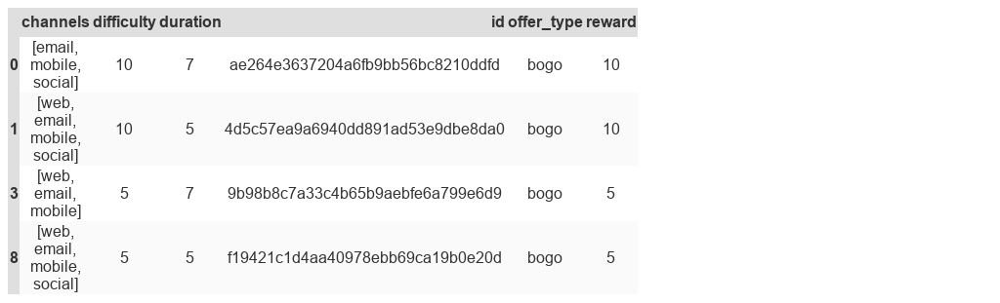 channels difficulty duration id offer_type reward
[email,
0 mobile, 10 7 ae264e3637204a6fb9bb56bc8210ddfd bogo 10
social]
[web,
email,
1 10 5 4d5c57ea9a6940dd891ad53e9dbe8da0 bogo 10
mobile,
social]
[web,
3 email, 5 7 9b98b8c7a33c4b65b9aebfe6a799e6d9 bogo 5
mobile]
[web,
email,
8 5 5 f19421c1d4aa40978ebb69ca19b0e20d bogo 5
mobile,
social]